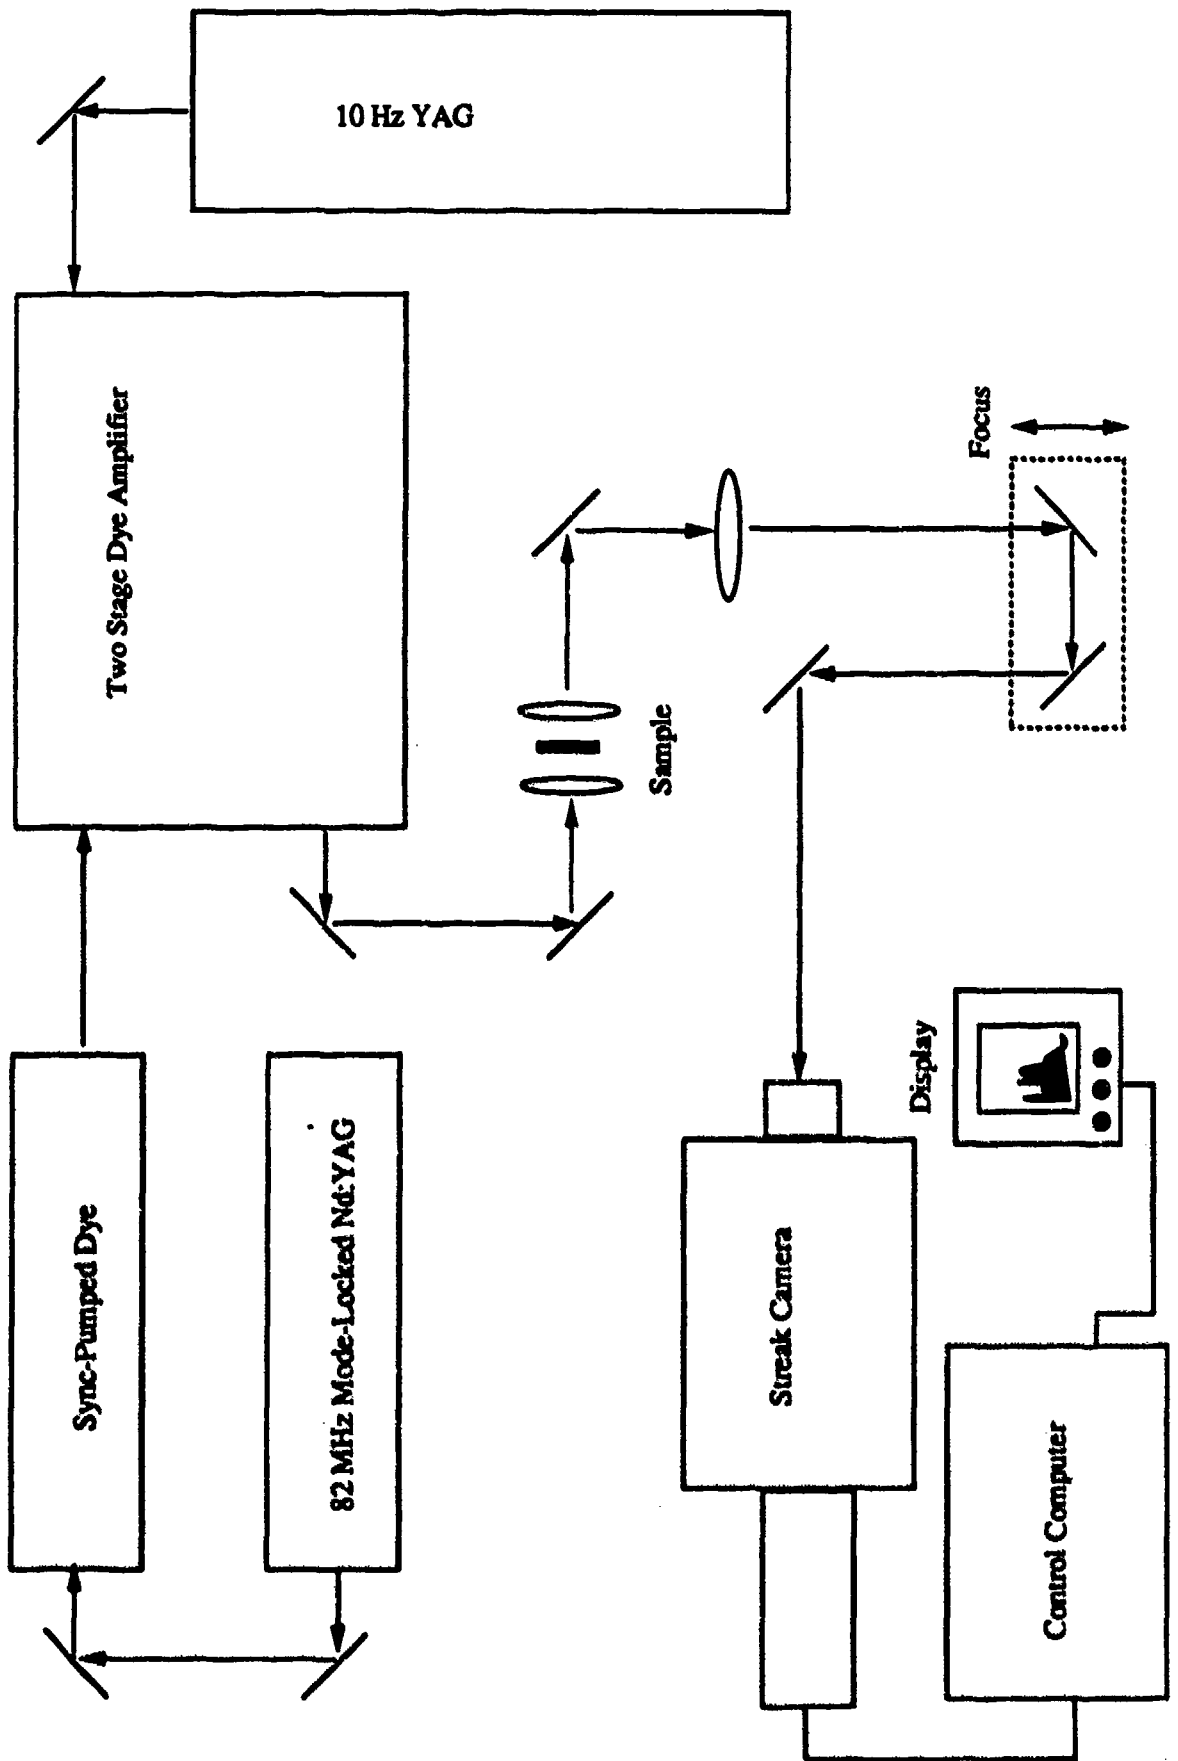 Sync-Pumped Dye
Two Stage Dye Amplifier
10 Hz YAG
82 MHz Mode-Locked Nd:YAG
Sample
Streak Camera
Display
Focus
Control Computer